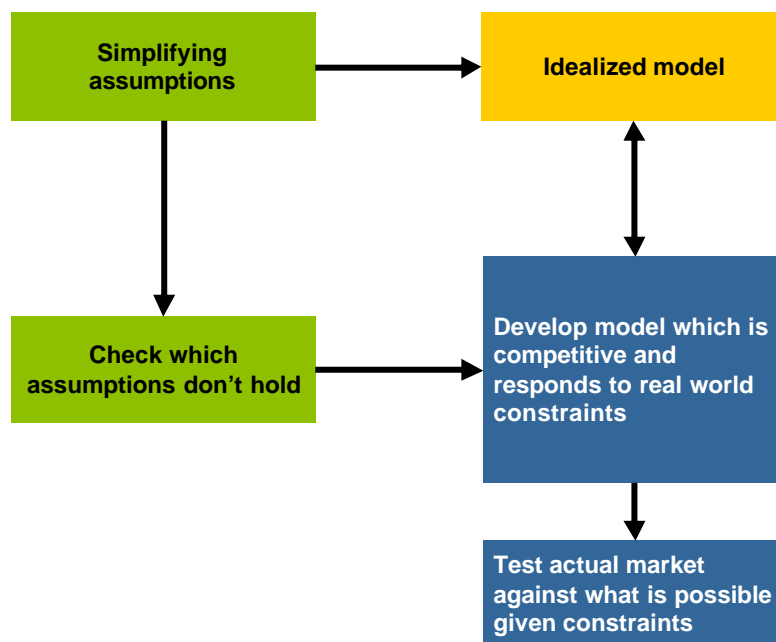 Simplifying
assumptions
Idealized model
Check which
assumptions don’t hold
Develop model which is
competitive and
responds to real world
constraints
Test actual market
against what is possible
given constraints